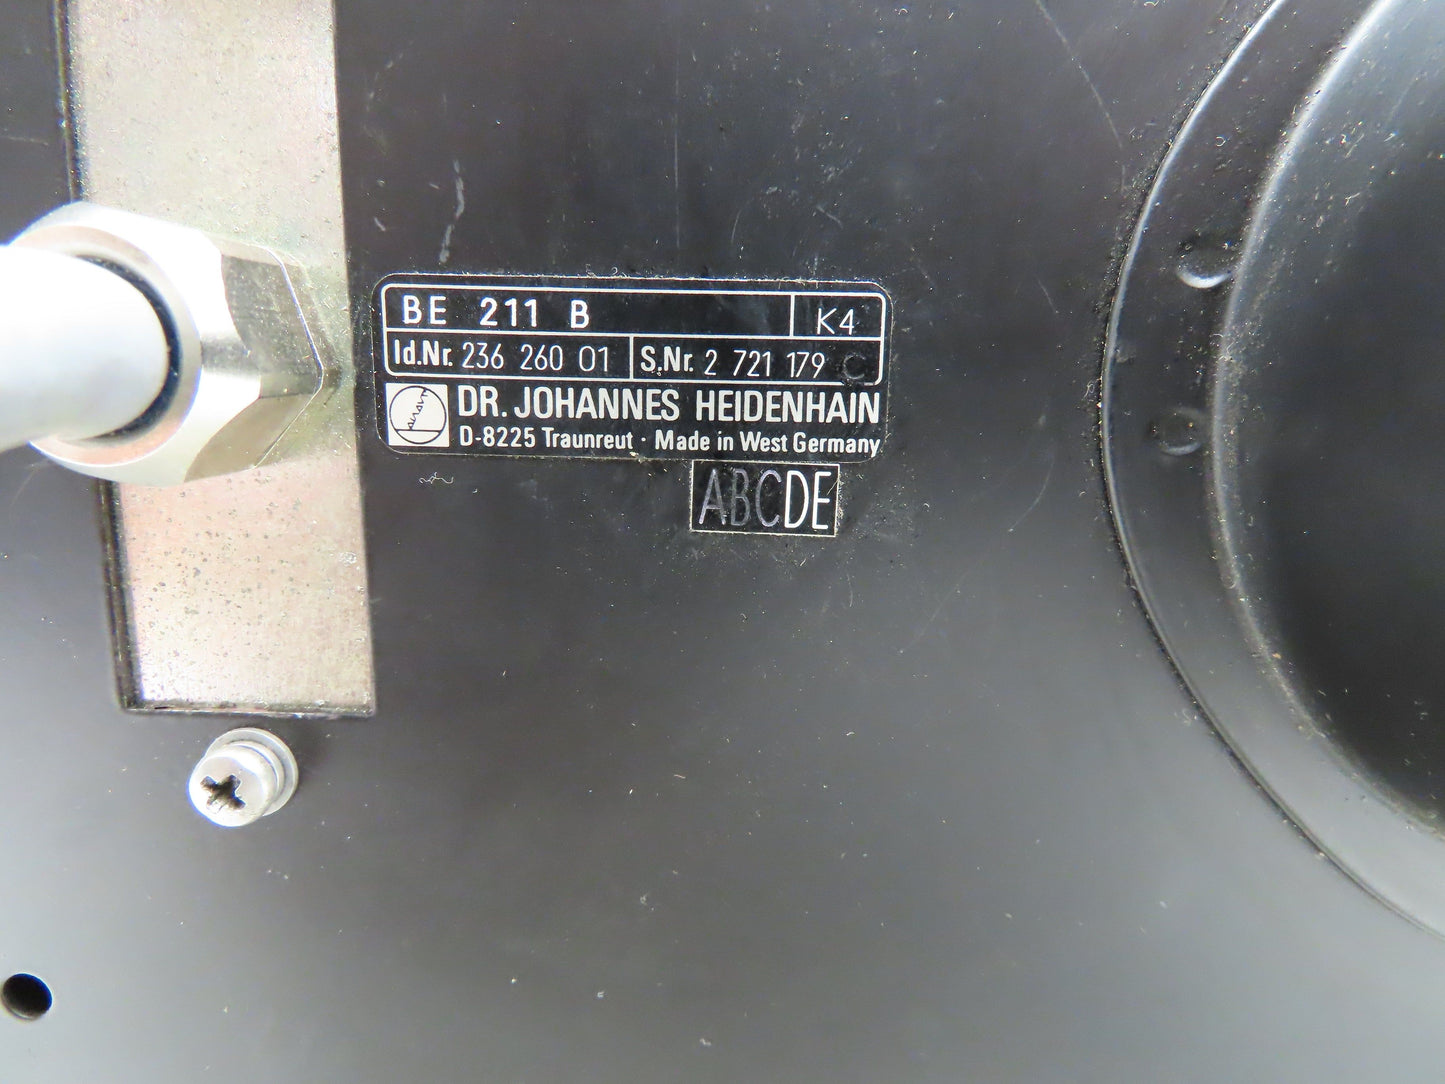 BE 211 B K4
Id.Nr. 236 260 01 S.Nr. 2 721 179 C
DR. JOHANNES HEIDENHAIN
D-8225 Traunreut · Made in West Germany
ABCDE